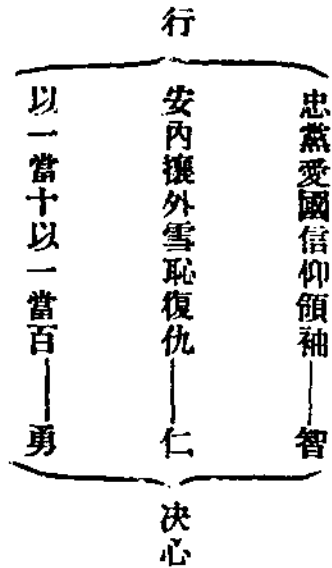 行
忠黨愛國信仰領袖——智
安內攘外雪恥復仇——仁
以一當十以一當百——勇
决心